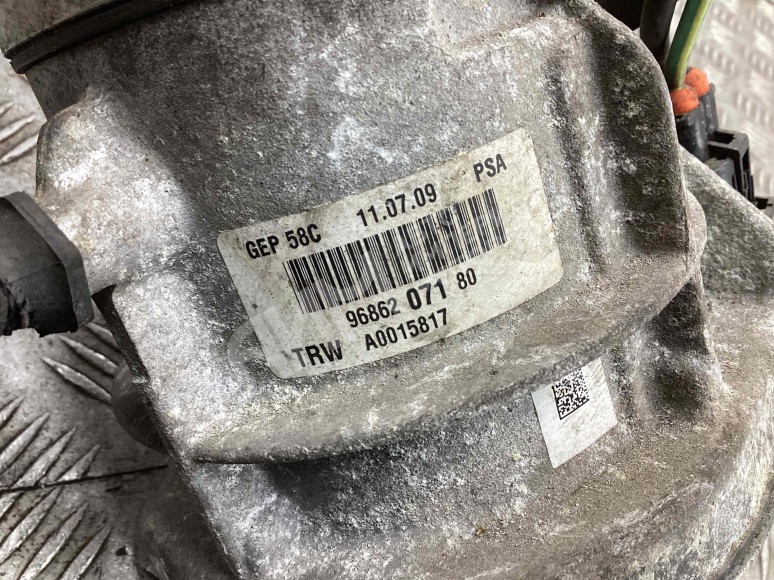 GEP 58C 11.07.09 PSA
96862 071 80
TRW A0015817